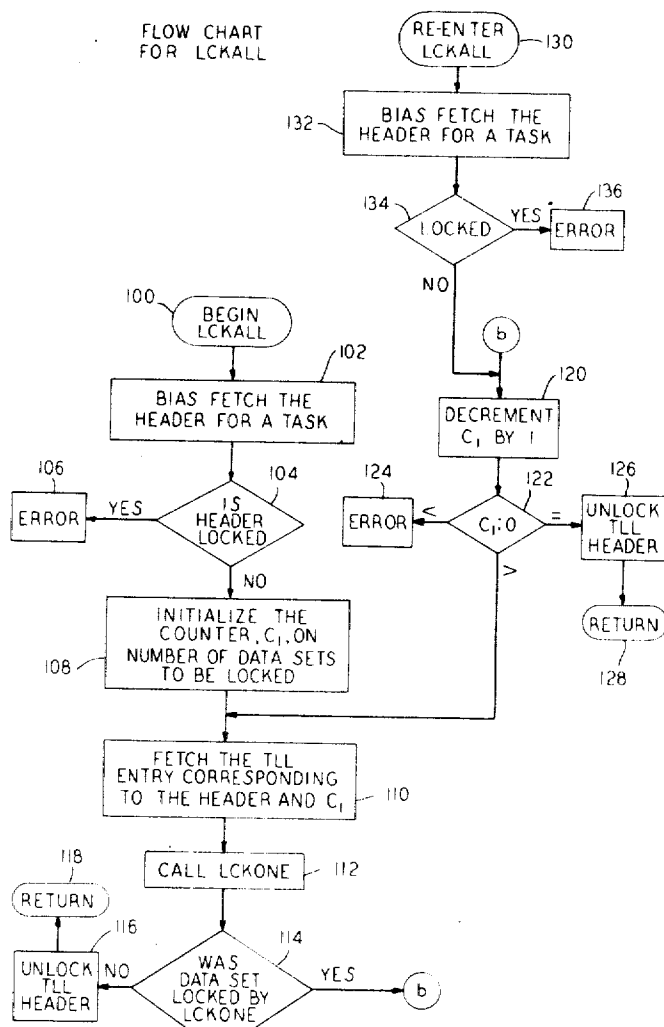 FLOW CHART
FOR LCKALL
RE-ENTER
LCKALL
130
132
BIAS FETCH THE
HEADER FOR A TASK
134
LOCKED
YES
136
ERROR
NO
100
BEGIN
LCKALL
b
102
BIAS FETCH THE
HEADER FOR A TASK
120
DECREMENT
C1 BY 1
106
ERROR
YES
104
IS
HEADER
LOCKED
NO
124
ERROR
<
122
C1:0
=
>
126
UNLOCK
TLL
HEADER
RETURN
128
108
INITIALIZE THE
COUNTER, C1, ON
NUMBER OF DATA SETS
TO BE LOCKED
FETCH THE TLL
ENTRY CORRESPONDING
TO THE HEADER AND C1
110
CALL LCKONE
112
118
RETURN
116
UNLOCK
TLL
HEADER
NO
114
WAS
DATA SET
LOCKED BY
LCKONE
YES
b